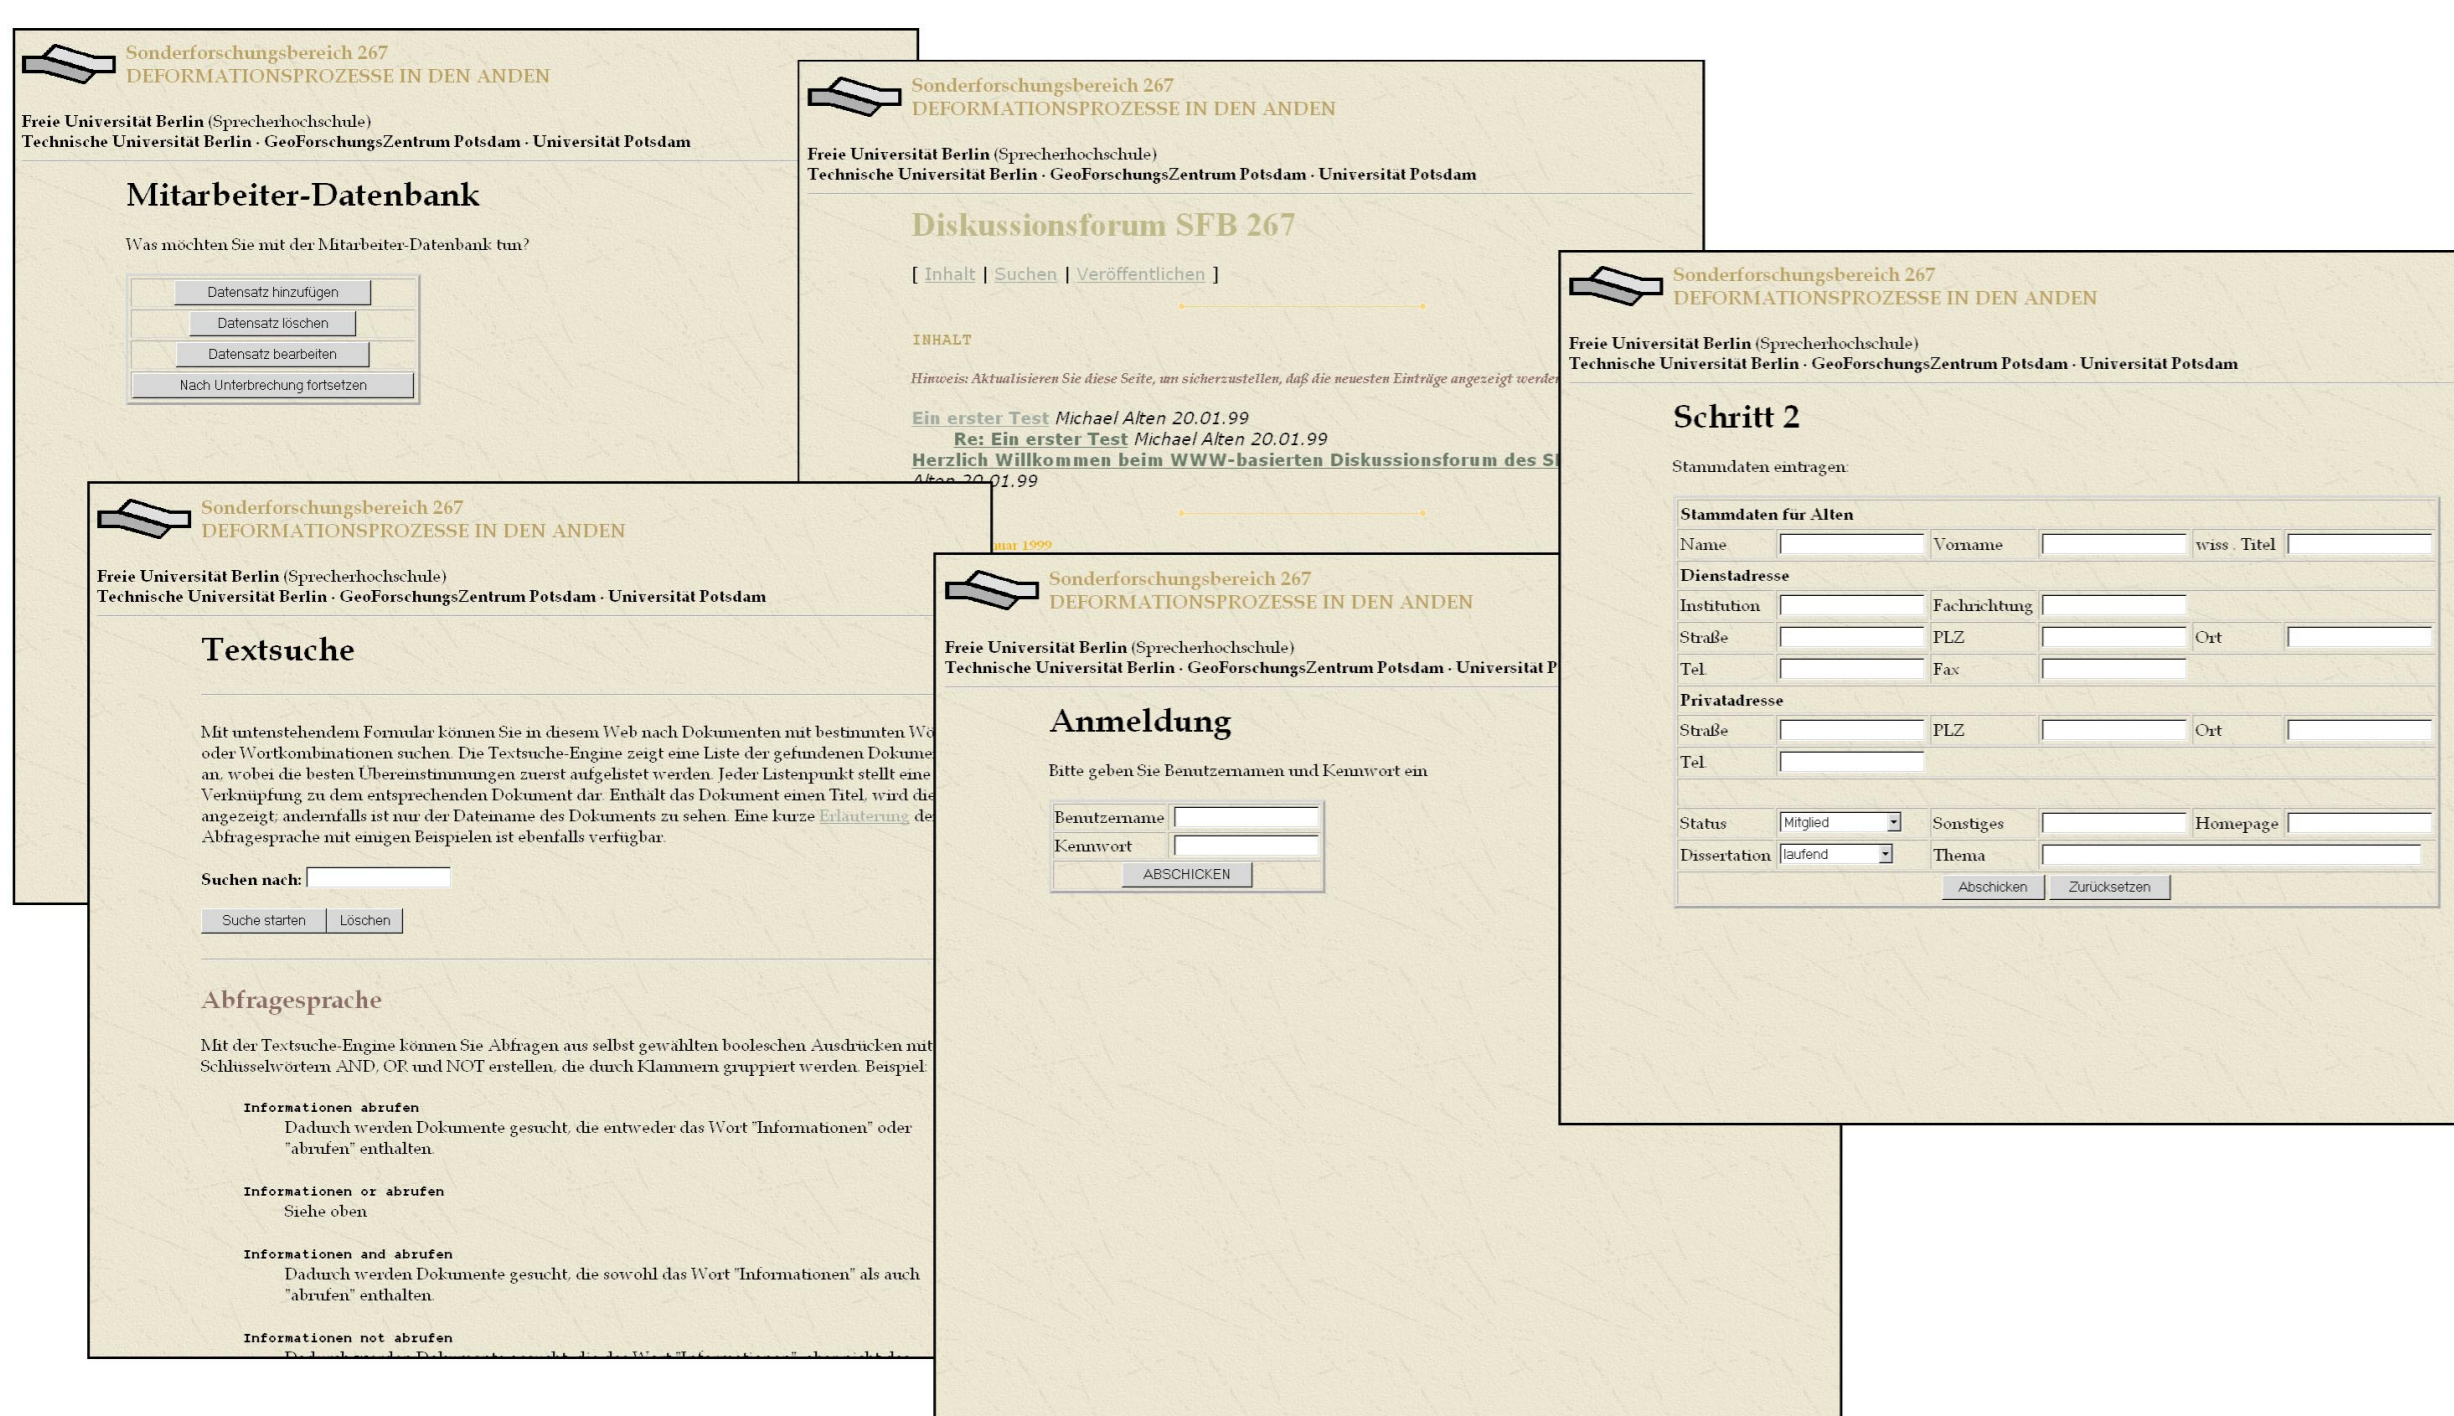 Sonderforschungsbereich 267
DEFORMATIONSPROZESSE IN DEN ANDEN
Freie Universität Berlin (Sprecherhochschule)
Technische Universität Berlin · GeoForschungsZentrum Potsdam · Universität Potsdam
Mitarbeiter-Datenbank
Was möchten Sie mit der Mitarbeiter-Datenbank tun?
Datensatz hinzufügen
Datensatz löschen
Datensatz bearbeiten
Nach Unterbrechung fortsetzen
Sonderforschungsbereich 267
DEFORMATIONSPROZESSE IN DEN ANDEN
Freie Universität Berlin (Sprecherhochschule)
Technische Universität Berlin · GeoForschungsZentrum Potsdam · Universität Potsdam
Diskussionsforum SFB 267
[ Inhalt | Suchen | Veröffentlichen ]
INHALT
Hinweis: Aktualisieren Sie diese Seite, um sicherzustellen, daß die neuesten Einträge angezeigt werden
Ein erster Test Michael Alten 20.01.99
Re: Ein erster Test Michael Alten 20.01.99
Herzlich Willkommen beim WWW-basierten Diskussionsforum des
Alten 20.01.99
1999
Sonderforschungsbereich 267
DEFORMATIONSPROZESSE IN DEN ANDEN
Freie Universität Berlin (Sprecherhochschule)
Technische Universität Berlin · GeoForschungsZentrum Potsdam · Universität Potsdam
Schritt 2
Stammdaten eintragen:
Stammdaten für Alten
Name Vorname wiss. Titel
Dienstadresse
Institution Fachrichtung
Straße PLZ Ort
Tel. Fax
Privatadresse
Straße PLZ Ort
Tel.
Status Mitglied Sonstiges Homepage
Dissertation laufend Thema
Abschicken Zurücksetzen
Sonderforschungsbereich 267
DEFORMATIONSPROZESSE IN DEN ANDEN
Freie Universität Berlin (Sprecherhochschule)
Technische Universität Berlin · GeoForschungsZentrum Potsdam · Universität Potsdam
Textsuche
Mit untenstehendem Formular können Sie in diesem Web nach Dokumenten mit bestimmten
oder Wortkombinationen suchen. Die Textsuche-Engine zeigt eine Liste der gefundenen
an, wobei die besten Übereinstimmungen zuerst aufgelistet werden. Jeder Listenpunkt stellt eine
Verknüpfung zu dem entsprechenden Dokument dar. Enthält das Dokument einen Titel, wird
angezeigt; andernfalls ist nur der Dateiname des Dokuments zu sehen. Eine kurze Erläuterung
Abfragesprache mit einigen Beispielen ist ebenfalls verfügbar.
Suchen nach:
Suche starten Löschen
Abfragesprache
Mit der Textsuche-Engine können Sie Abfragen aus selbst gewählten booleschen Ausdrücken mit
Schlüsselwörtern AND, OR und NOT erstellen, die durch Klammern gruppiert werden. Beispiel:
Informationen abrufen
Dadurch werden Dokumente gesucht, die entweder das Wort "Informationen" oder
"abrufen" enthalten.
Informationen or abrufen
Siehe oben
Informationen and abrufen
Dadurch werden Dokumente gesucht, die sowohl das Wort "Informationen" als auch
"abrufen" enthalten.
Informationen not abrufen
Sonderforschungsbereich 267
DEFORMATIONSPROZESSE IN DEN ANDEN
Freie Universität Berlin (Sprecherhochschule)
Technische Universität Berlin · GeoForschungsZentrum Potsdam · Universität P
Anmeldung
Bitte geben Sie Benutzernamen und Kennwort ein
Benutzername
Kennwort
ABSCHICKEN